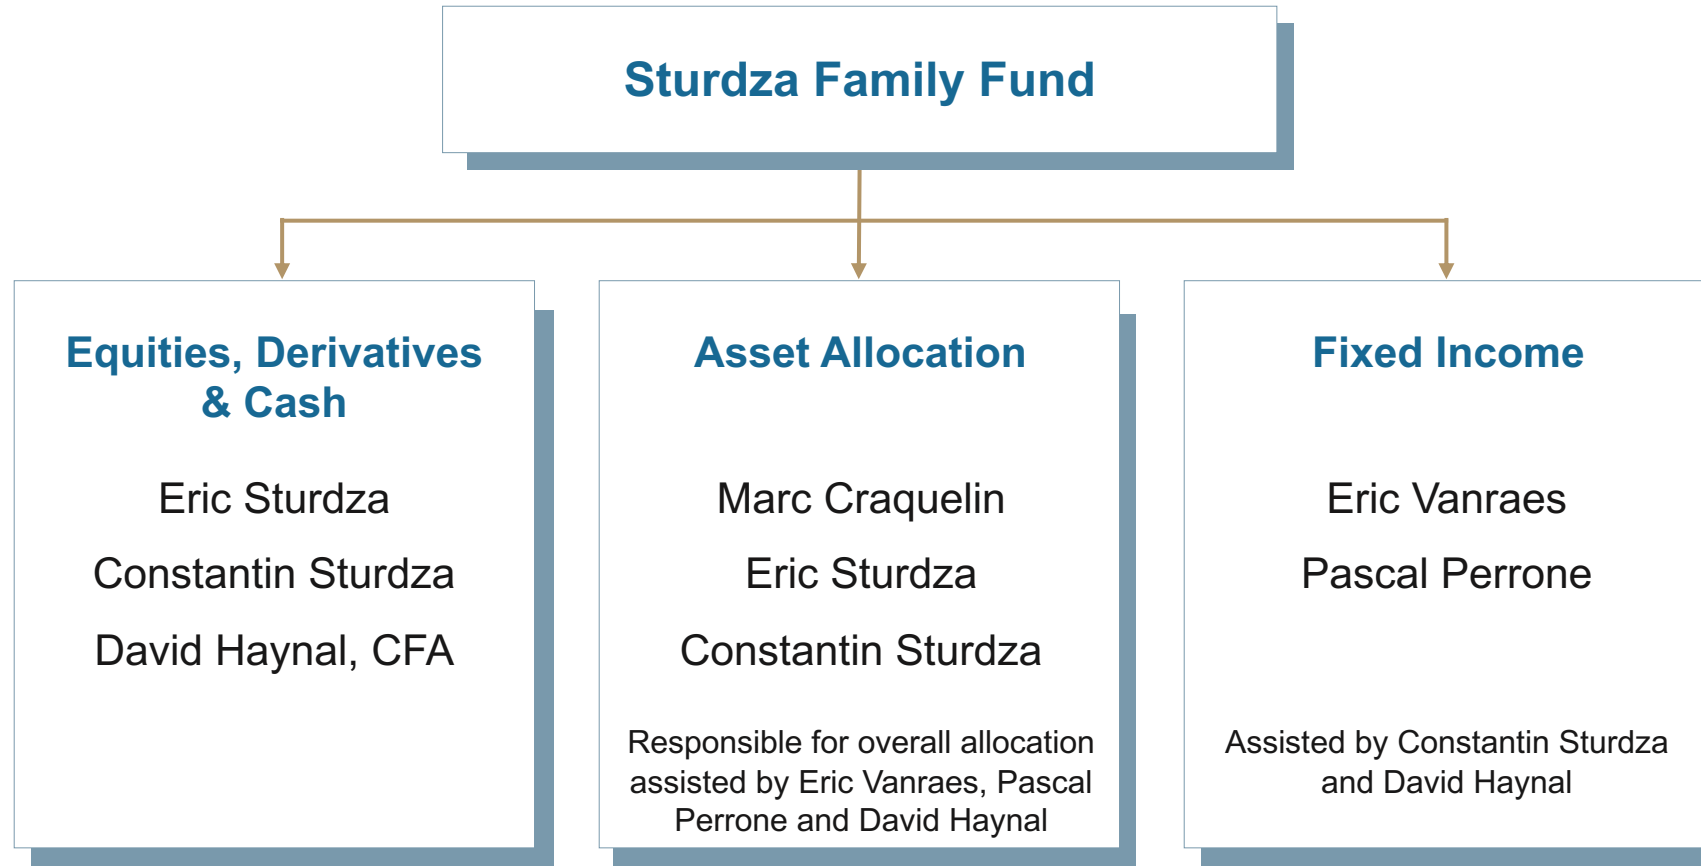 Sturdza Family Fund
Equities, Derivatives
& Cash
Eric Sturdza
Constantin Sturdza
David Haynal, CFA
Asset Allocation
Marc Craquelin
Eric Sturdza
Constantin Sturdza
Responsible for overall allocation
assisted by Eric Vanraes, Pascal
Perrone and David Haynal
Fixed Income
Eric Vanraes
Pascal Perrone
Assisted by Constantin Sturdza
and David Haynal